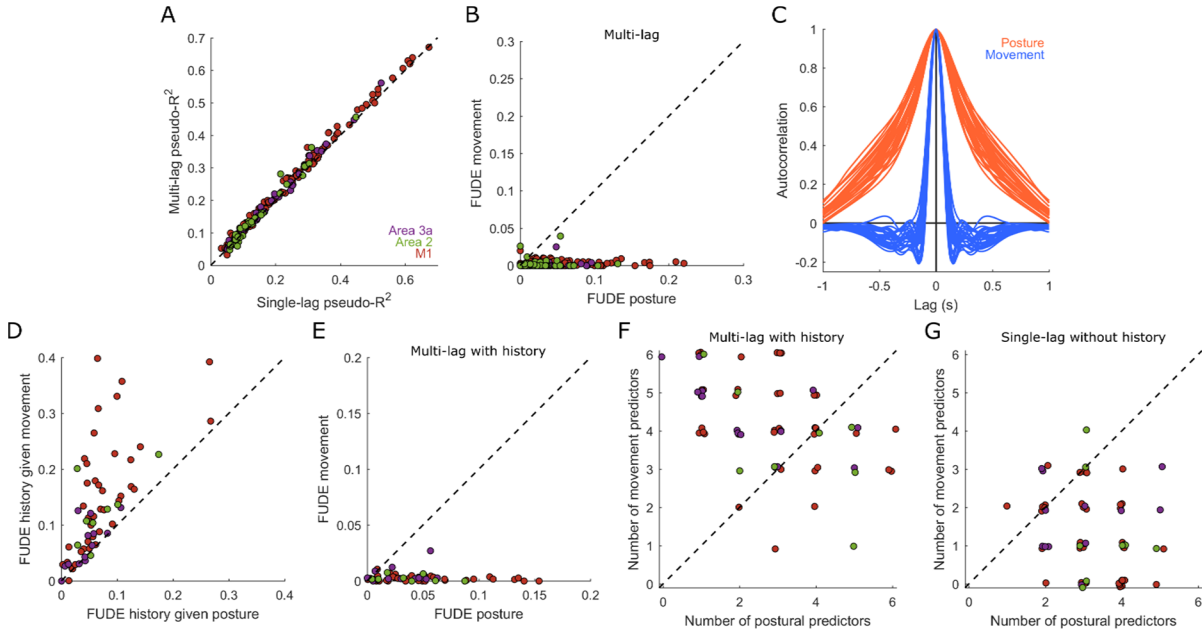 A
Multi-lag pseudo-R²
0.7
0.6
0.5
0.4
0.3
0.2
0.1
0
0
0.2
0.4
0.6
Area 3a
Area 2
M1
Single-lag pseudo-R²
B
Multi-lag
FUDE movement
0.3
0.25
0.2
0.15
0.1
0.05
0
0
0.1
0.2
0.3
FUDE posture
C
Posture
Movement
Autocorrelation
1
0.8
0.6
0.4
0.2
0
-0.2
-1
-0.5
0
0.5
1
Lag (s)
D
FUDE history given movement
0.4
0.3
0.2
0.1
0
0
0.1
0.2
0.3
0.4
FUDE history given posture
E
Multi-lag with history
FUDE movement
0.2
0.15
0.1
0.05
0
0
0.05
0.1
0.15
0.2
FUDE posture
F
Multi-lag with history
Number of movement predictors
6
5
4
3
2
1
0
0
2
4
6
Number of postural predictors
G
Single-lag without history
Number of movement predictors
6
5
4
3
2
1
0
0
2
4
6
Number of postural predictors